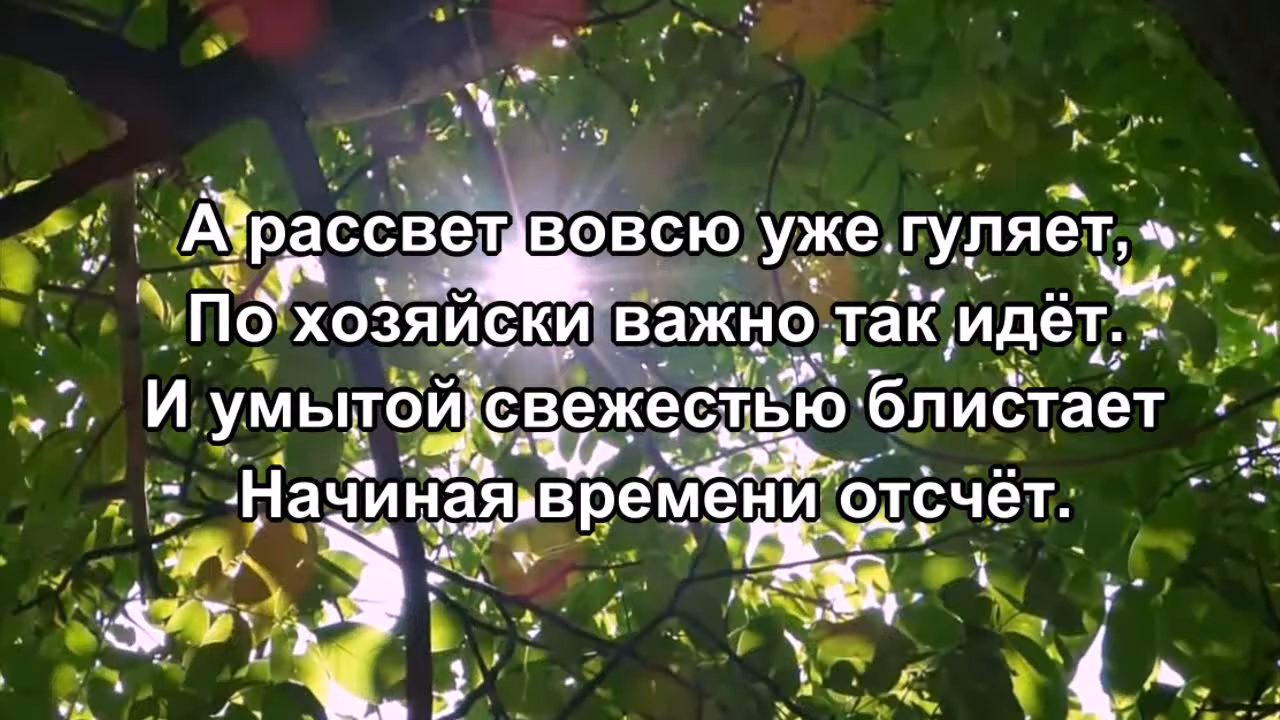 А рассвет вовсю уже гуляет,
По хозяйски важно так идёт.
И умытой свежестью блистает
Начиная времени отсчёт.